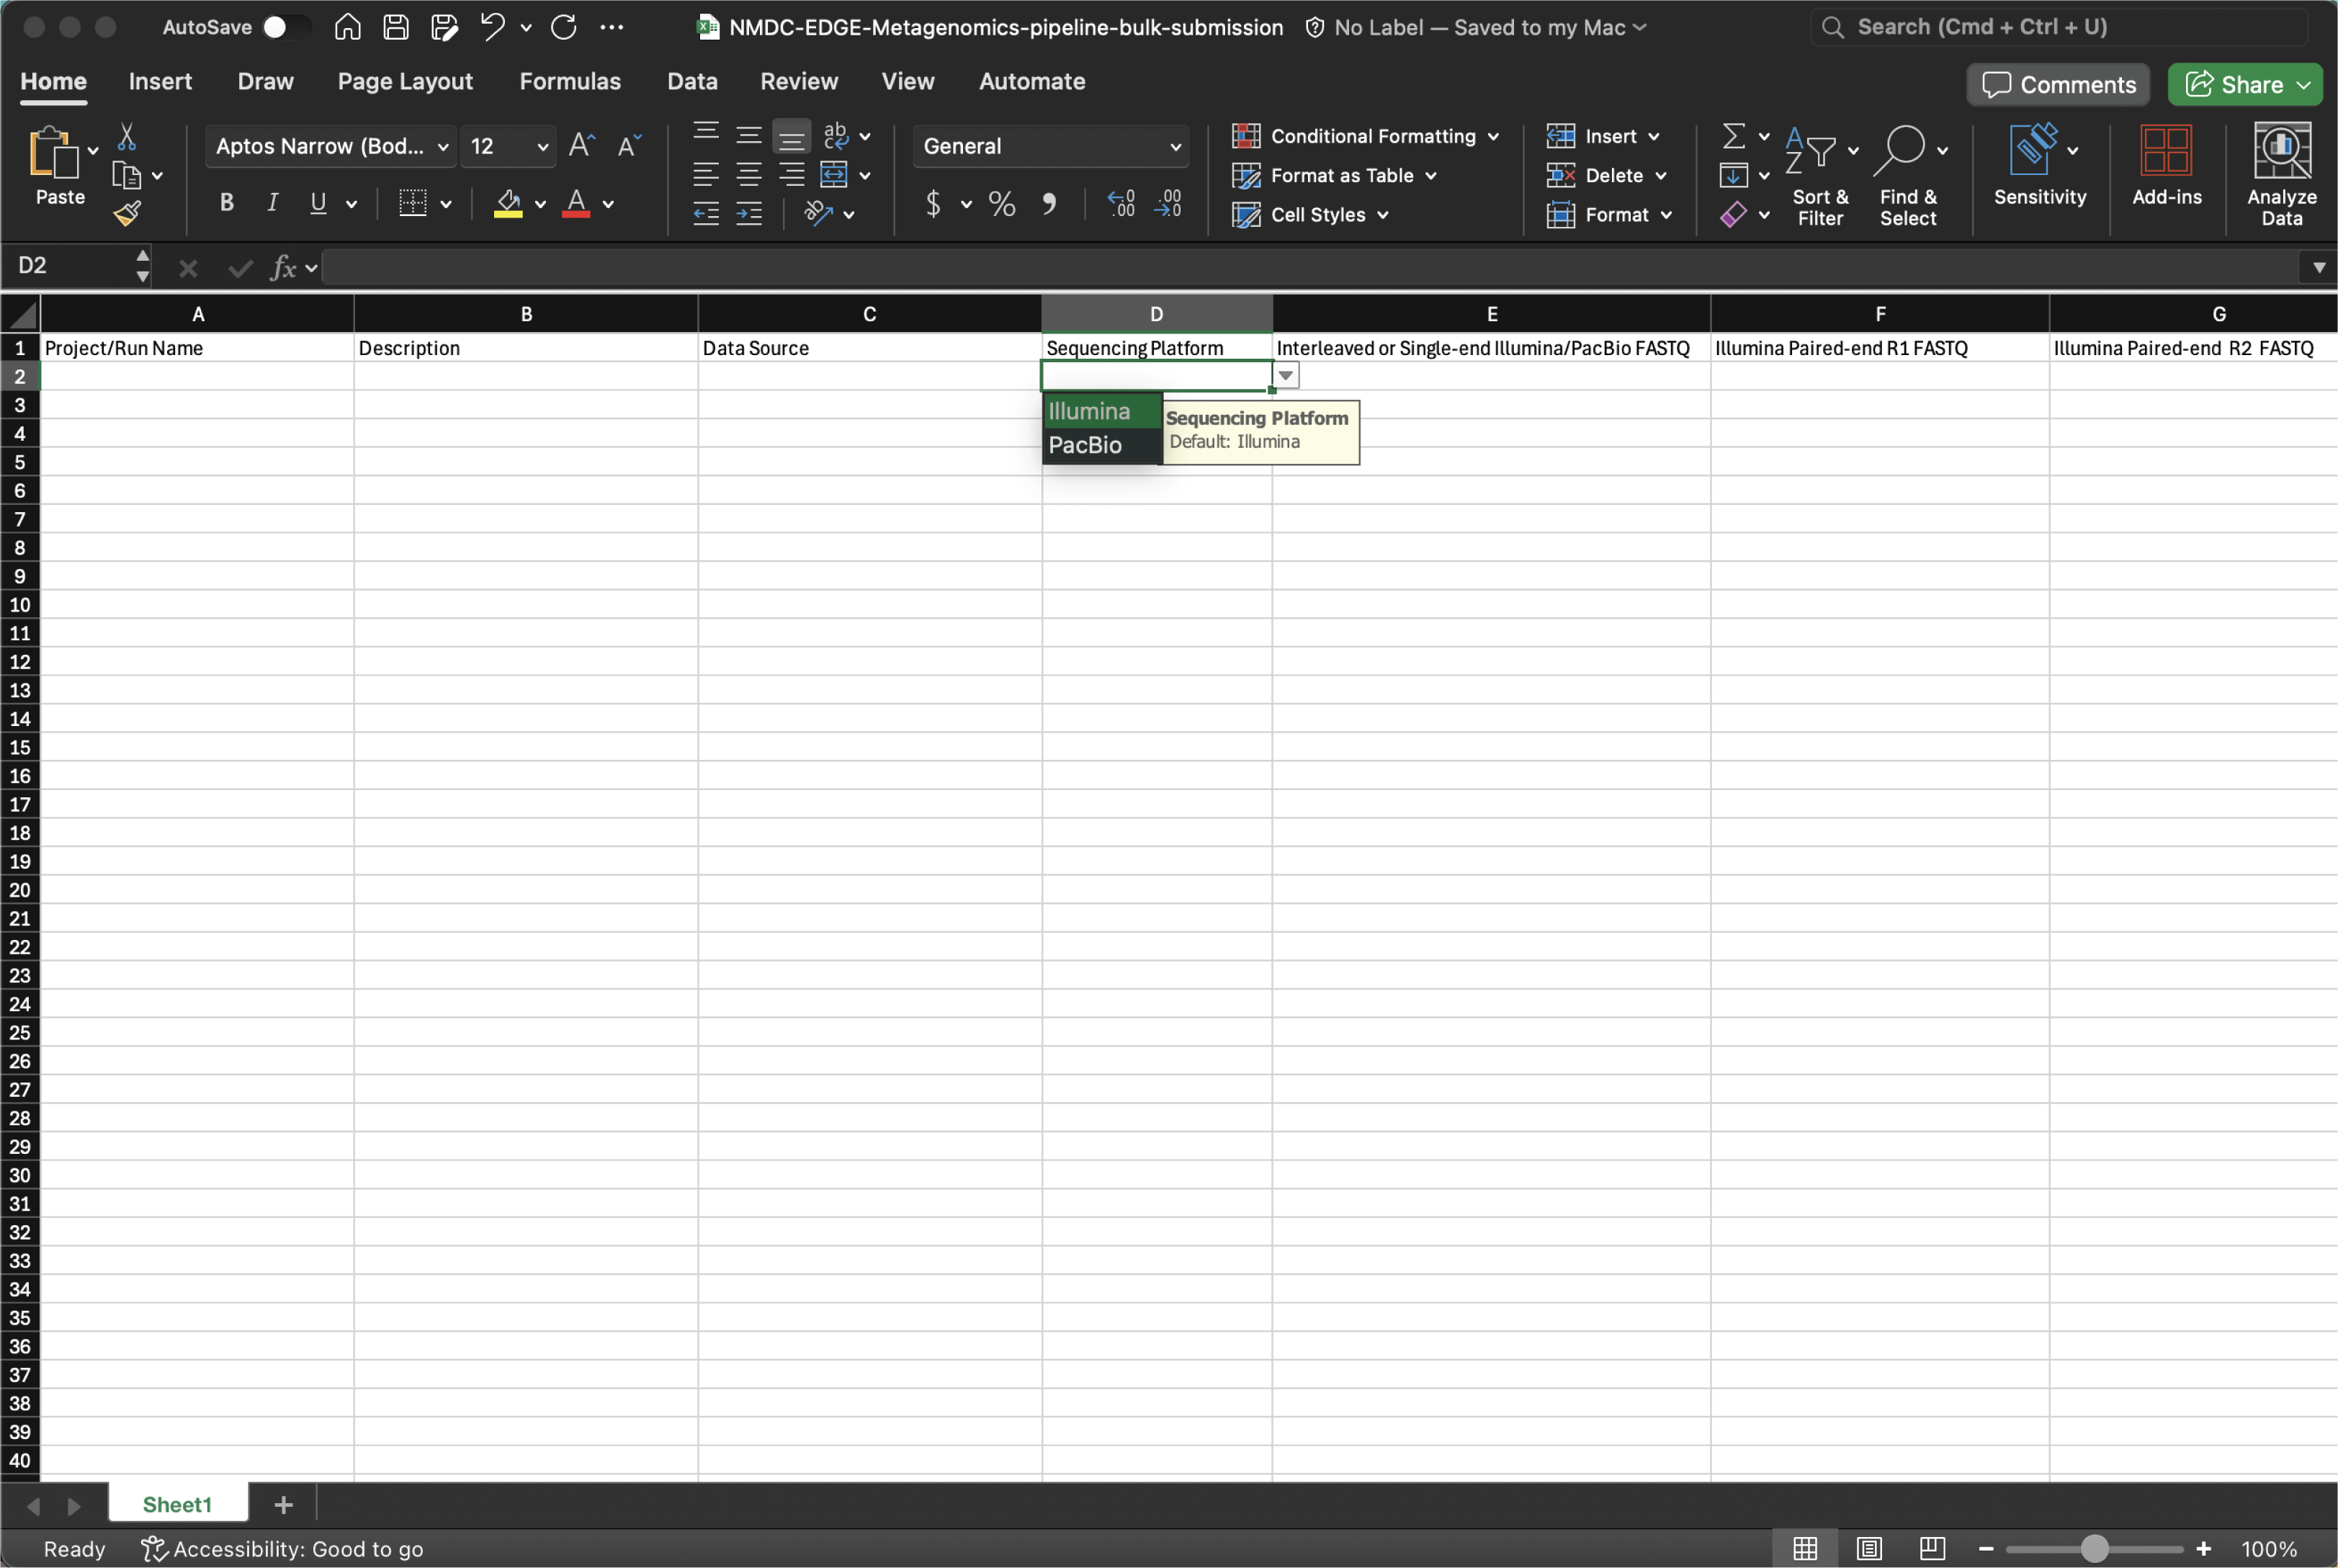 AutoSave NMDC-EDGE-Metagenomics-pipeline-bulk-submission No Label — Saved to my Mac Search (Cmd + Ctrl + U)
Home Insert Draw Page Layout Formulas Data Review View Automate Comments Share
Paste
Aptos Narrow (Bod... 12
B I U
ab
General
$ % 9 .00 .0
Conditional Formatting
Format as Table
Cell Styles
Insert
Delete
Format
Sort & Filter
Find & Select
Sensitivity
Add-ins
Analyze Data
D2 fx
A B C D E F G
1 Project/Run Name Description Data Source Sequencing Platform Interleaved or Single-end Illumina/PacBio FASTQ Illumina Paired-end R1 FASTQ Illumina Paired-end R2 FASTQ
2
3 Illumina Sequencing Platform
4 PacBio Default: Illumina
5
6
7
8
9
10
11
12
13
14
15
16
17
18
19
20
21
22
23
24
25
26
27
28
29
30
31
32
33
34
35
36
37
38
39
40
Sheet1 +
Ready Accessibility: Good to go 100%